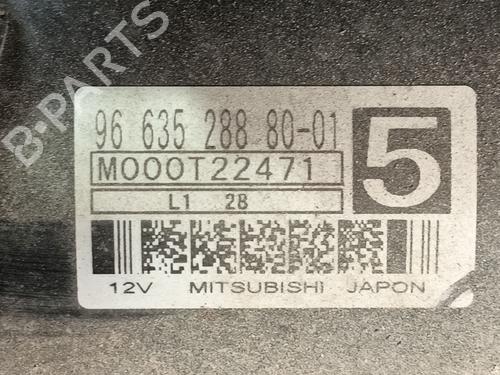 B-PARTS
96 635 288 80-01
5
M000T22471
L1 28
12V MITSUBISHI JAPON